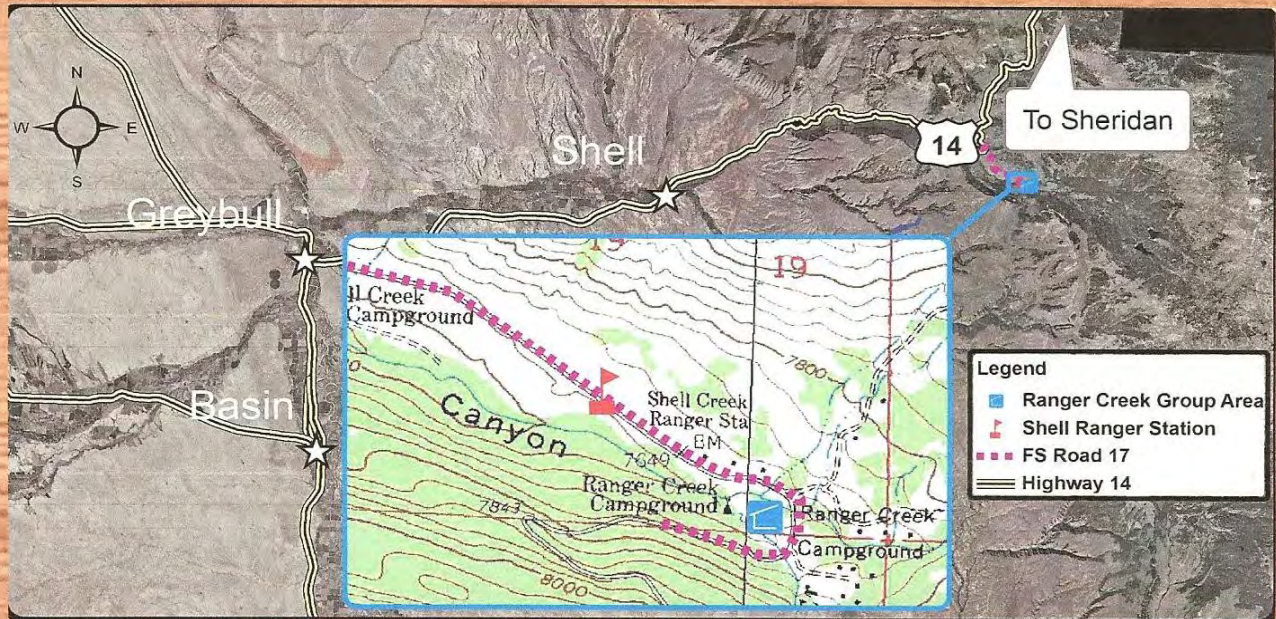 N
W
E
S
14
To Sheridan
Shell
Greybull
Basin
19
ll Creek
Campground
7800
Canyon
Shell Creek
Ranger Sta
BM
7649
Ranger Creek
Campground
7843
Ranger Creek
Campground
8000
Legend
Ranger Creek Group Area
Shell Ranger Station
FS Road 17
Highway 14